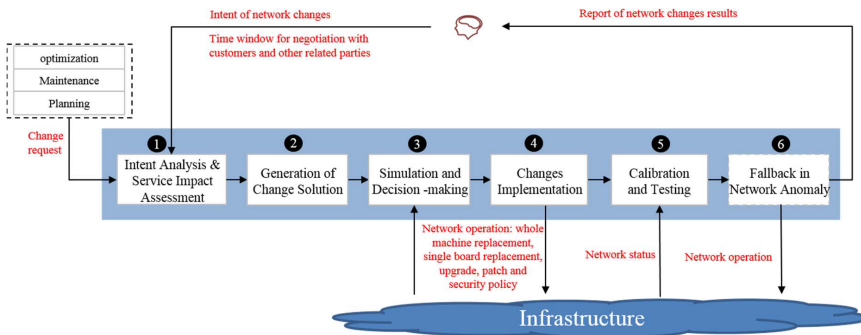 Intent of network changes
Report of network changes results
Time window for negotiation with
customers and other related parties
optimization
Maintenance
Planning
Change
request
1
2
3
4
5
6
Intent Analysis &
Service Impact
Assessment
Generation of
Change Solution
Simulation and
Decision -making
Changes
Implementation
Calibration
and Testing
Fallback in
Network Anomaly
Network operation: whole
machine replacement,
single board replacement,
upgrade, patch and
security policy
Network status
Network operation
Infrastructure